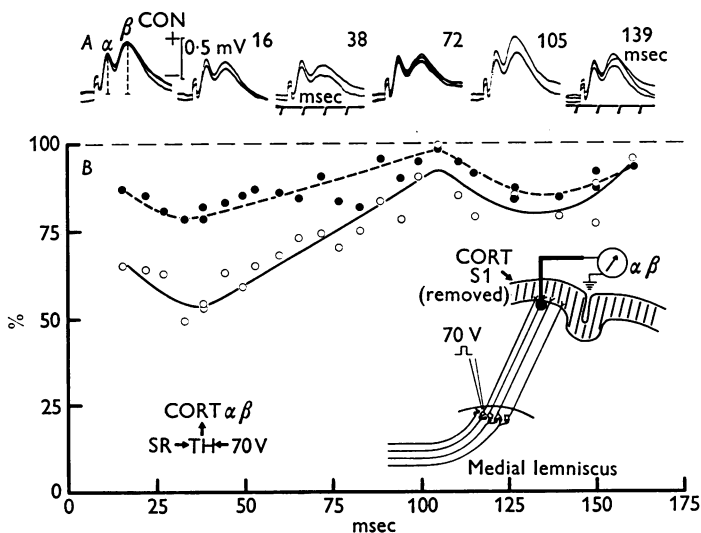 A α β CON + 0·5 mV 16 38 72 105 139
msec
msec
100
B
75
50
25
0
%
CORT
S1
(removed)
α β
70 V
CORT α β
SR TH 70 V
Medial lemniscus
0 25 50 75 100 125 150 175
msec